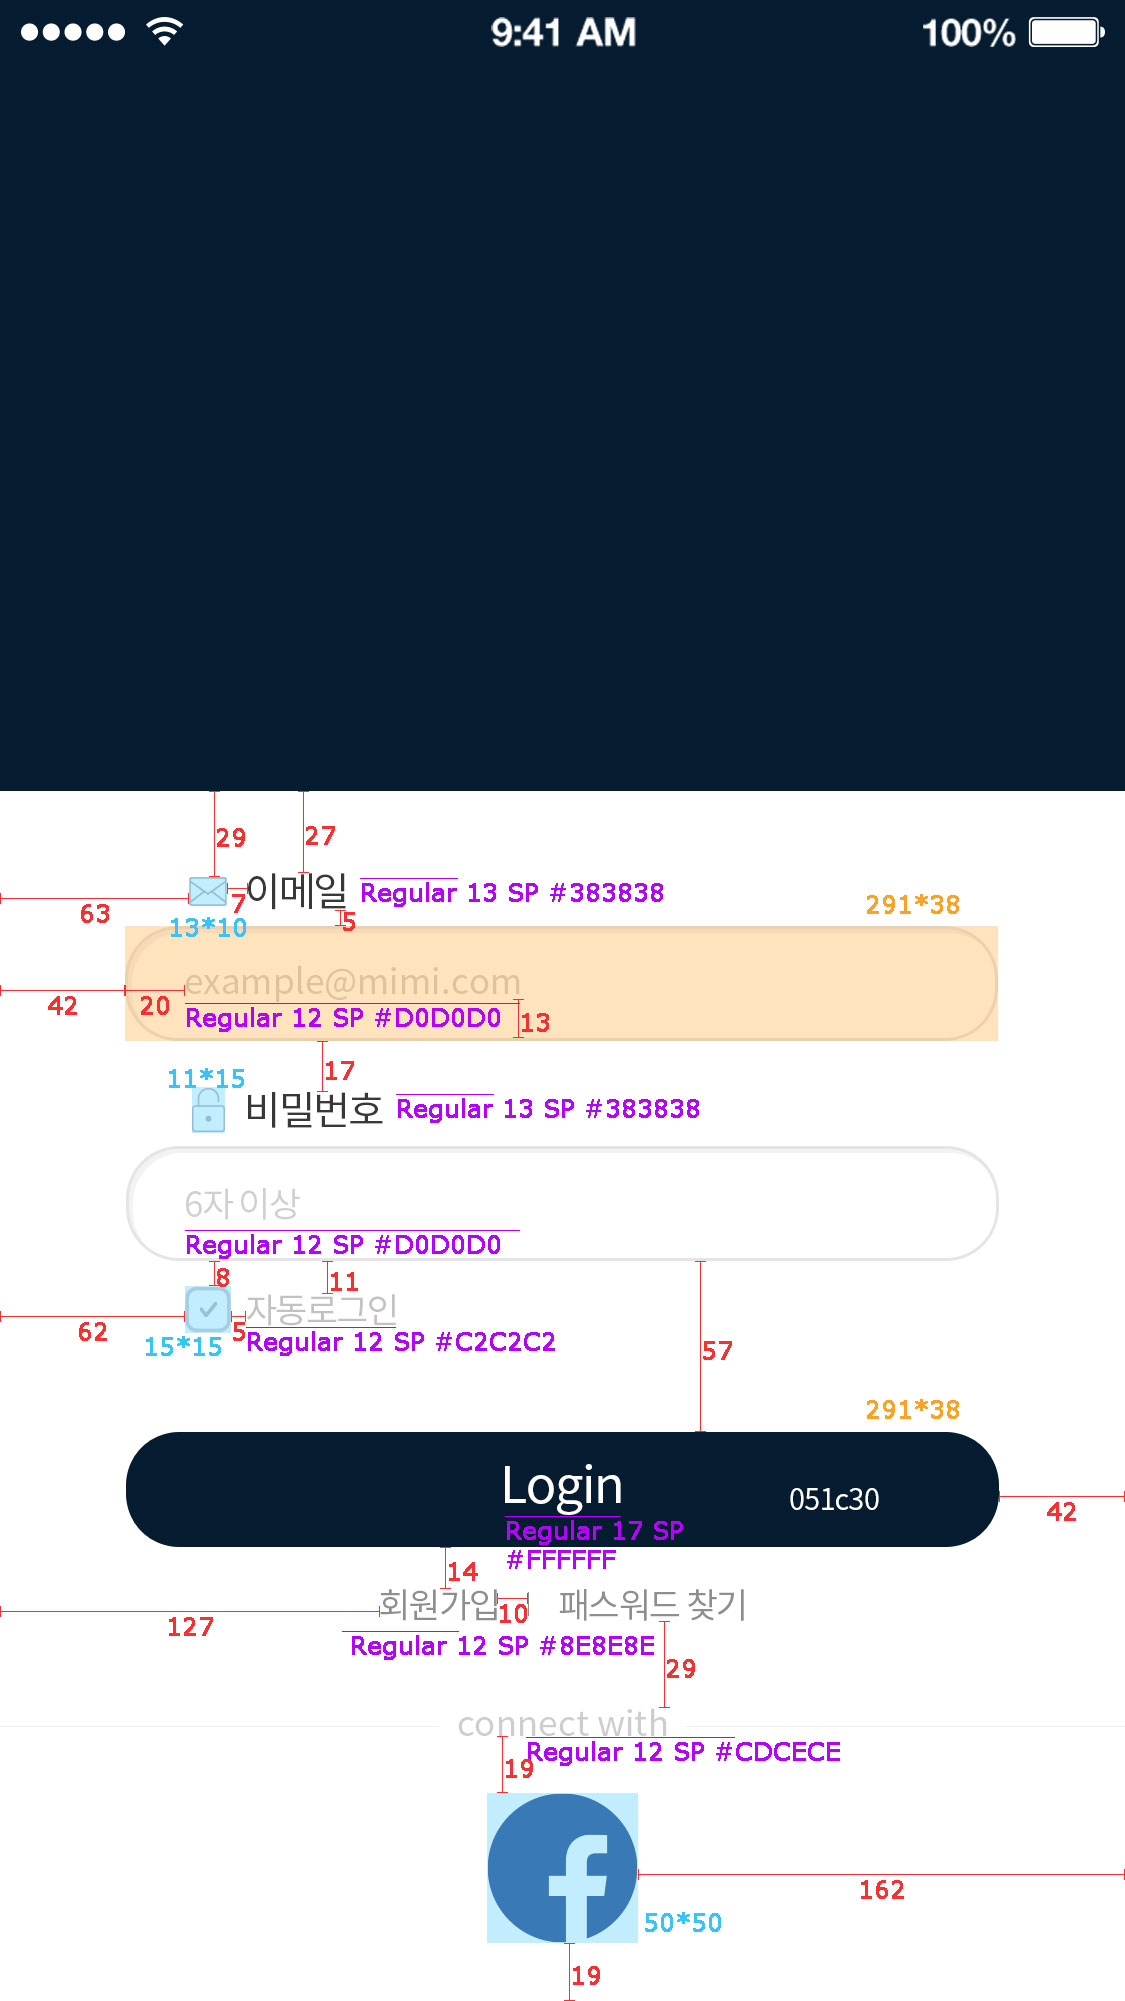 9:41 AM 100%
29 27
이메일 Regular 13 SP #383838
63 7 13*10 5 291*38
example@mimi.com
42 20 Regular 12 SP #D0D0D0 13
17
11*15
비밀번호 Regular 13 SP #383838
6자 이상
Regular 12 SP #D0D0D0
8 11
자동로그인
62 15*15 5 Regular 12 SP #C2C2C2 57
291*38
Login 051c30
42
Regular 17 SP
#FFFFFF
14
회원가입 10 패스워드 찾기
127
Regular 12 SP #8E8E8E
29
connect with
Regular 12 SP #CDCECE
19
f
162
50*50
19